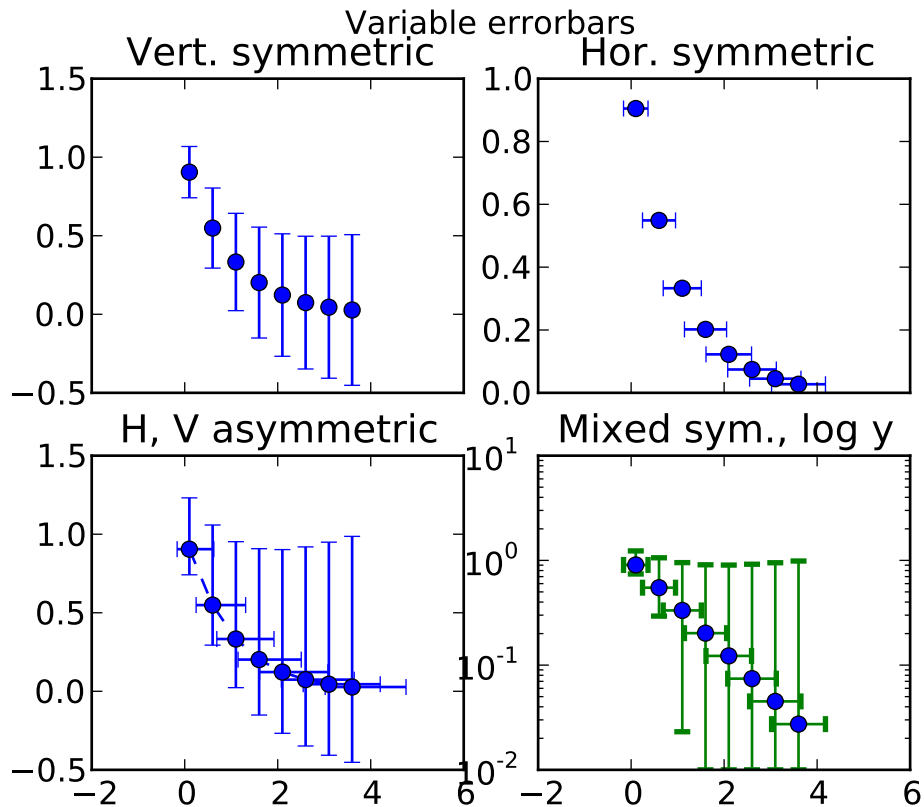 Variable errorbars
Vert. symmetric
1.5
1.0
0.5
0.0
−0.5
Hor. symmetric
1.0
0.8
0.6
0.4
0.2
0.0
H, V asymmetric
1.5
1.0
0.5
0.0
−0.5
−2 0 2 4 6
Mixed sym., log y
10¹
10⁰
10⁻¹
10⁻²
−2 0 2 4 6